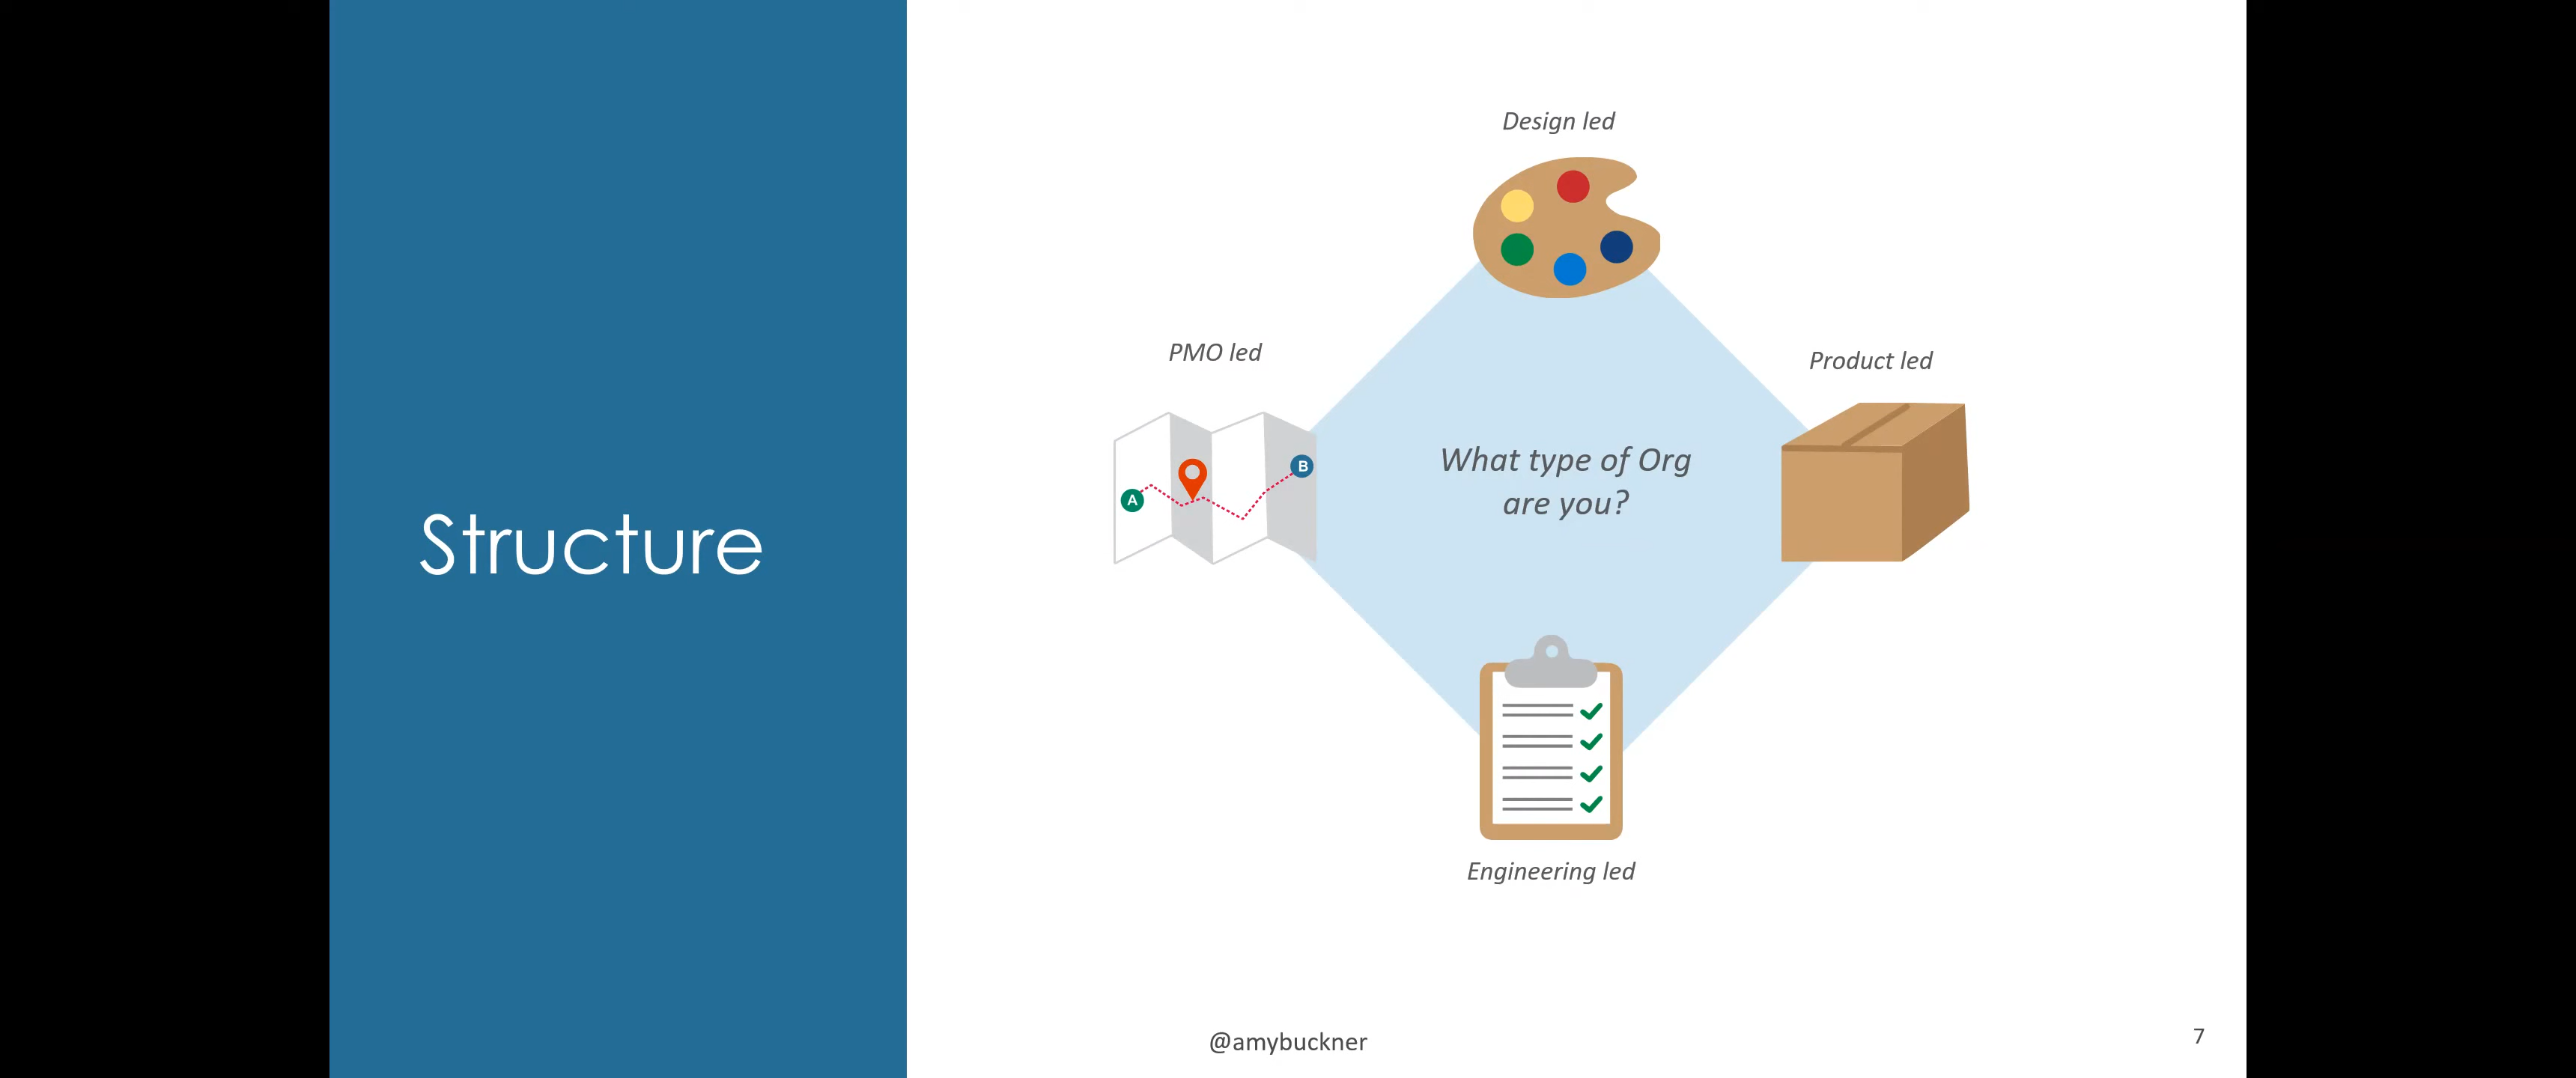 Structure
Design led
PMO led
Product led
What type of Org
are you?
A
B
Engineering led
@amybuckner
7